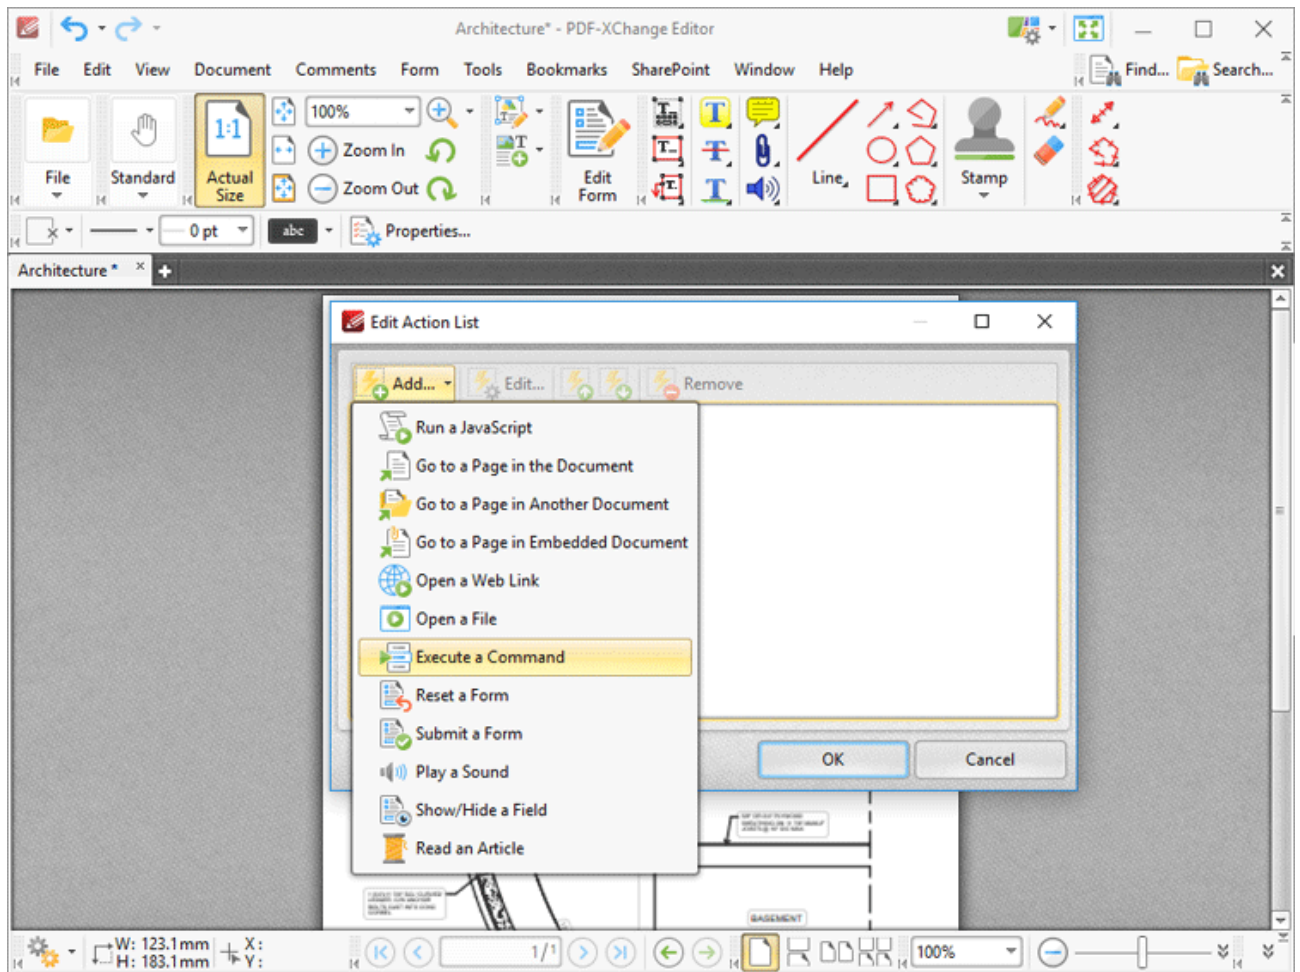 Architecture* - PDF-XChange Editor
File Edit View Document Comments Form Tools Bookmarks SharePoint Window Help
Find... Search...
100%
1:1
Zoom In
File Standard Actual Size Zoom Out Edit Form Line Stamp
0 pt abc Properties...
Architecture *
Edit Action List
Add... Edit... Remove
Run a JavaScript
Go to a Page in the Document
Go to a Page in Another Document
Go to a Page in Embedded Document
Open a Web Link
Open a File
Execute a Command
Reset a Form
Submit a Form
OK Cancel
Play a Sound
Show/Hide a Field
Read an Article
BASEMENT
W: 123.1mm X:
H: 183.1mm Y:
1/1
100%